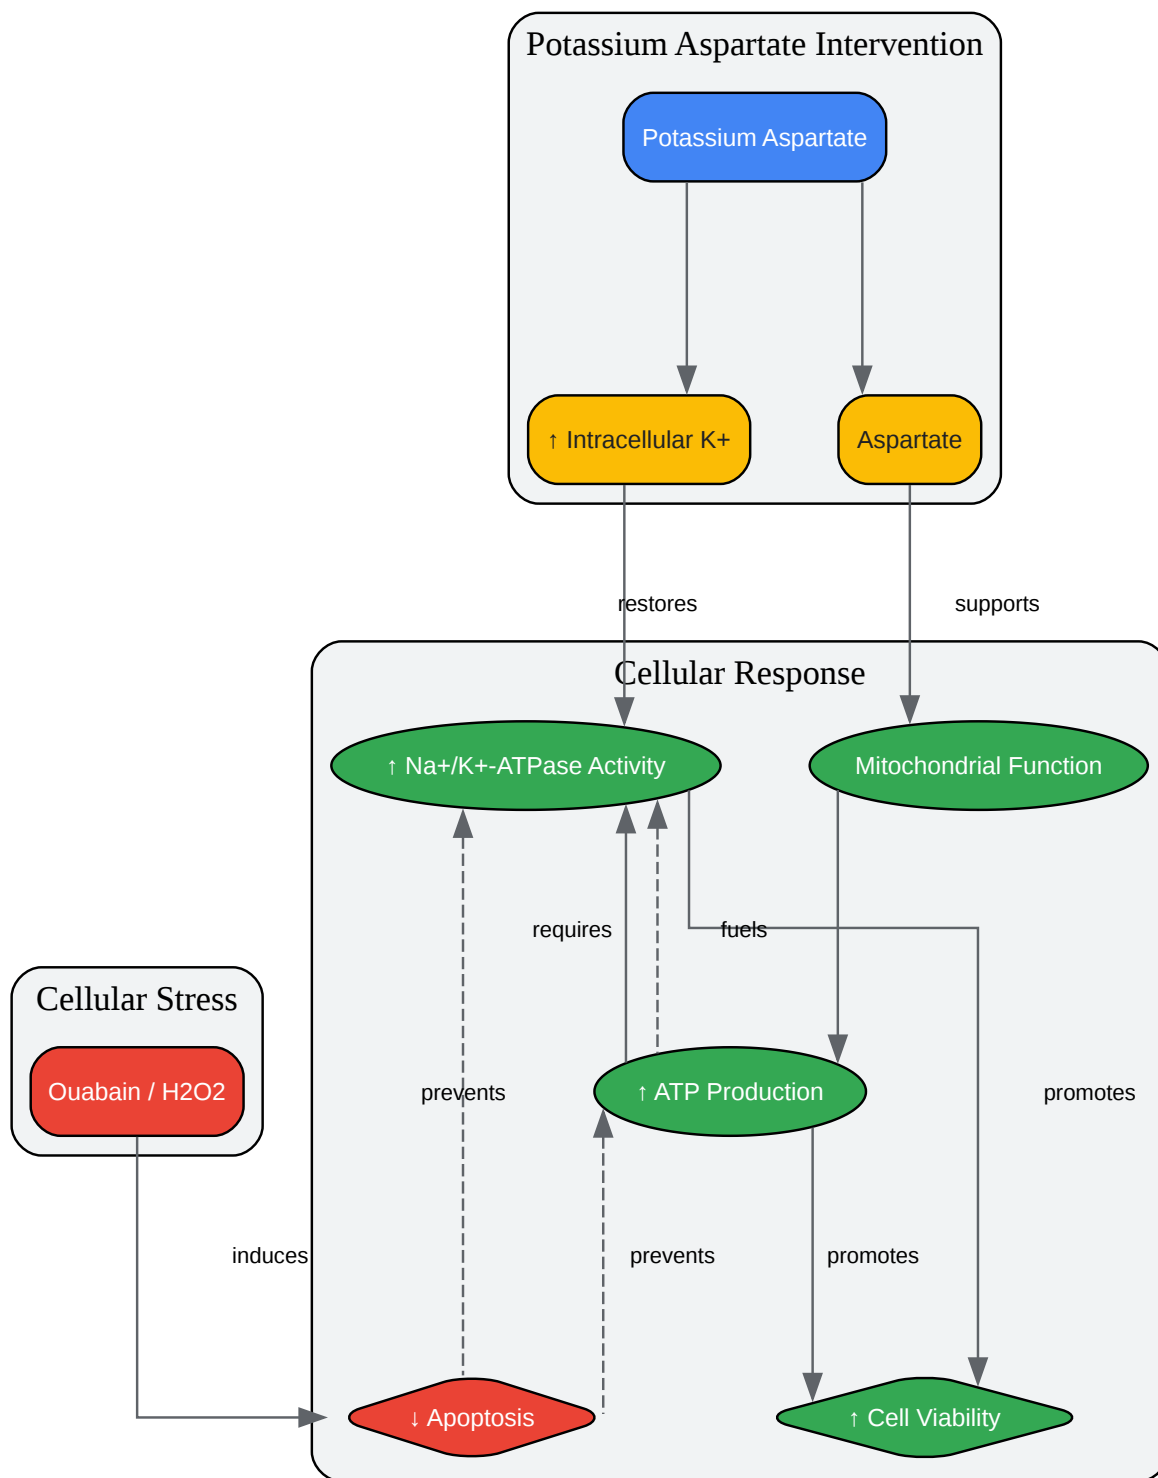 Potassium Aspartate Intervention
Potassium Aspartate
↑ Intracellular K+
Aspartate
restores
supports
Cellular Response
↑ Na+/K+-ATPase Activity
Mitochondrial Function
requires
fuels
Cellular Stress
Ouabain / H2O2
prevents
↑ ATP Production
promotes
induces
prevents
promotes
↓ Apoptosis
↑ Cell Viability